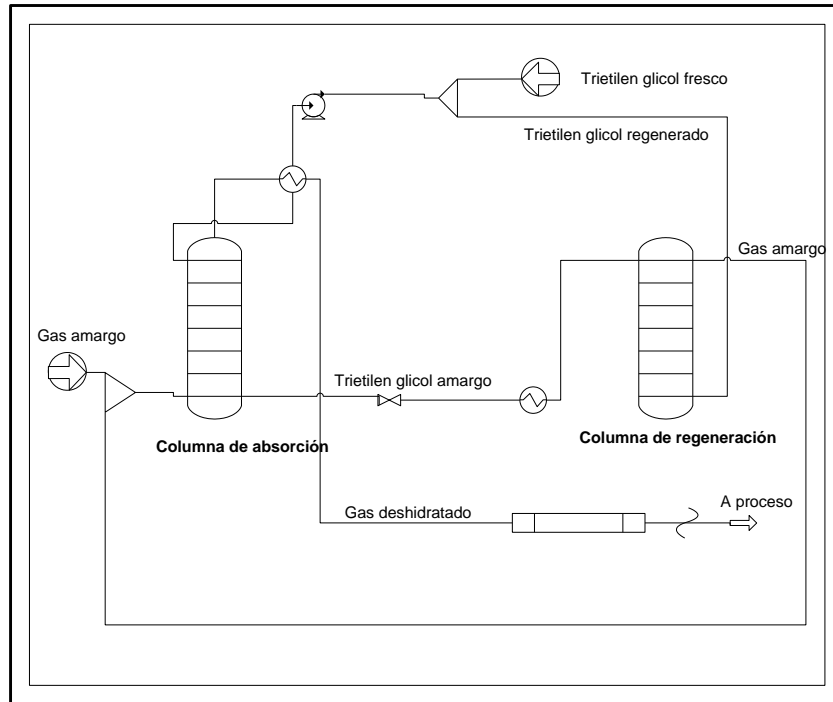 Trietilen glicol fresco
Trietilen glicol regenerado
Gas amargo
Gas amargo
Trietilen glicol amargo
Columna de absorción
Columna de regeneración
Gas deshidratado
A proceso